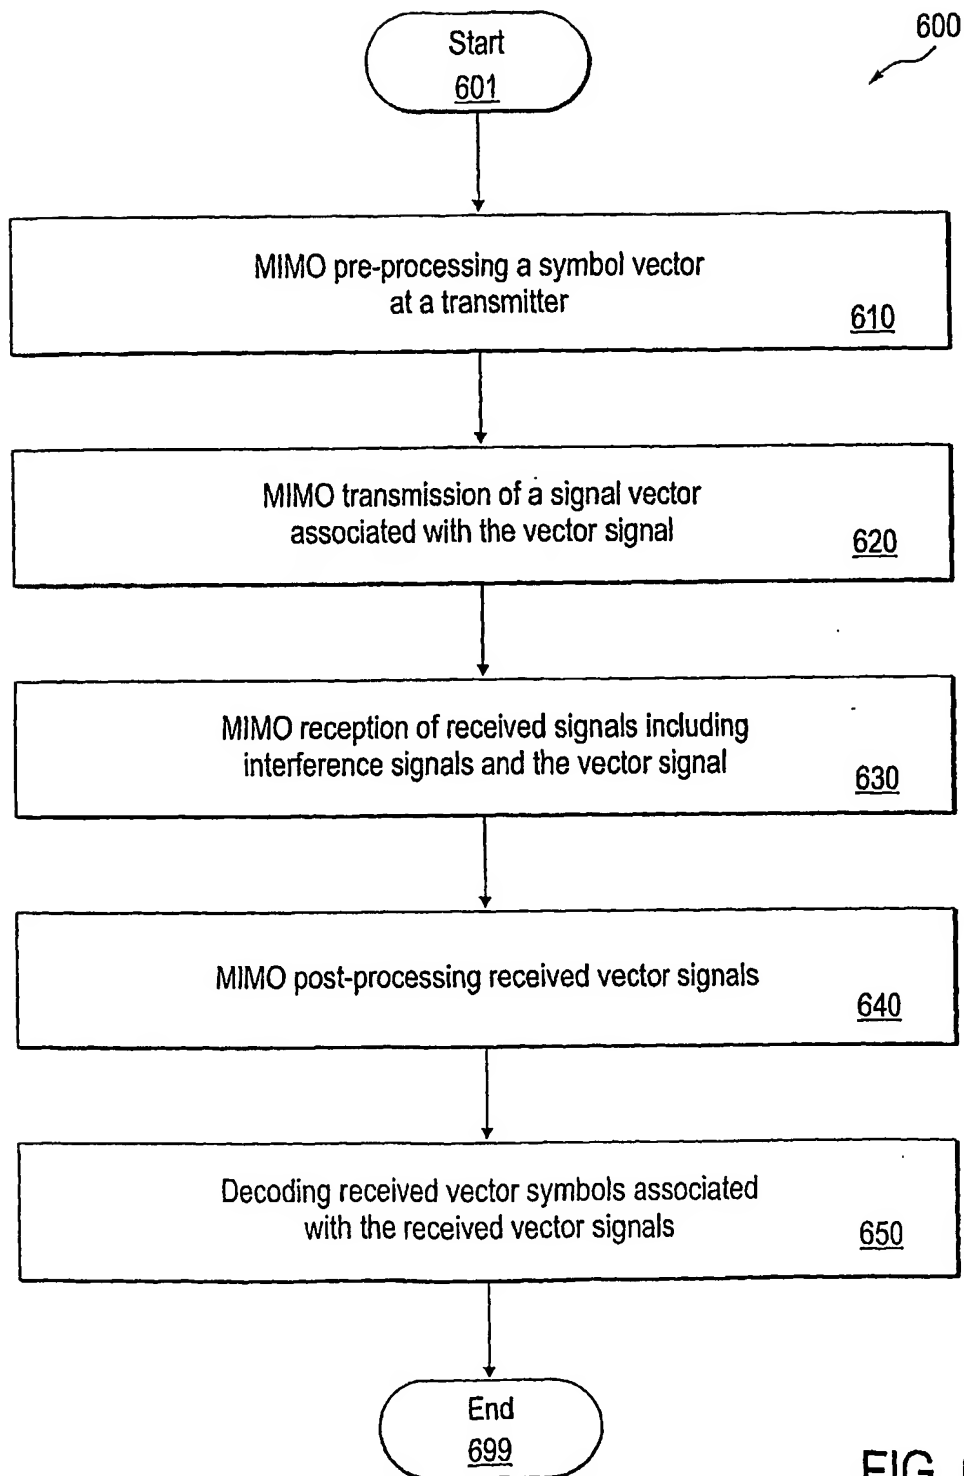 600
Start
601
MIMO pre-processing a symbol vector
at a transmitter
610
MIMO transmission of a signal vector
associated with the vector signal
620
MIMO reception of received signals including
interference signals and the vector signal
630
MIMO post-processing received vector signals
640
Decoding received vector symbols associated
with the received vector signals
650
End
699
FIG.